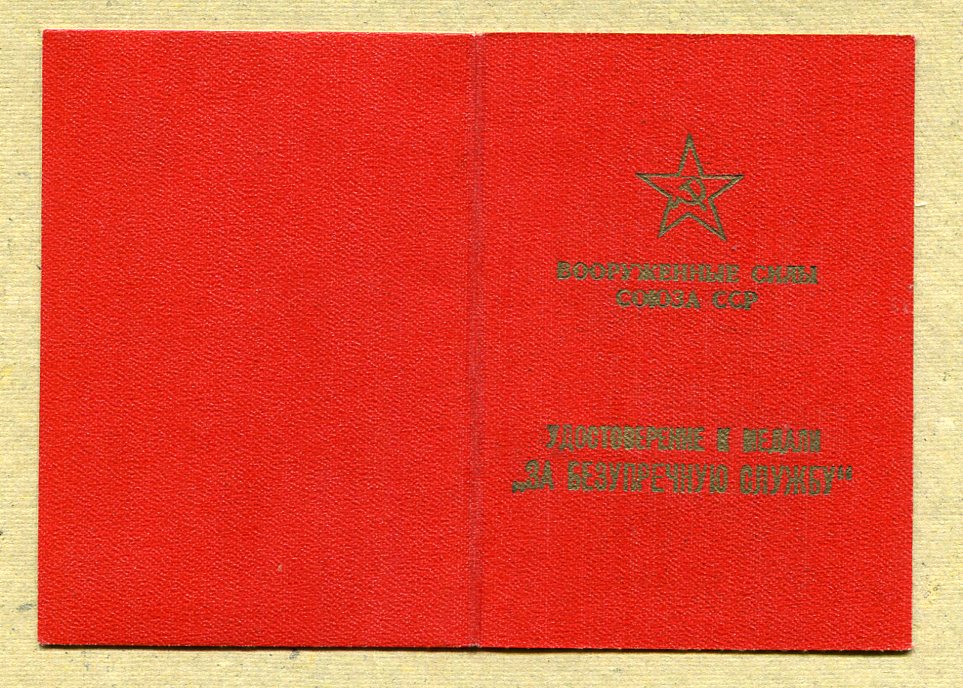 ВООРУЖЕННЫЕ СИЛЫ
СОЮЗА ССР
УДОСТОВЕРЕНИЕ К МЕДАЛИ
„ЗА БЕЗУПРЕЧНУЮ СЛУЖБУ“